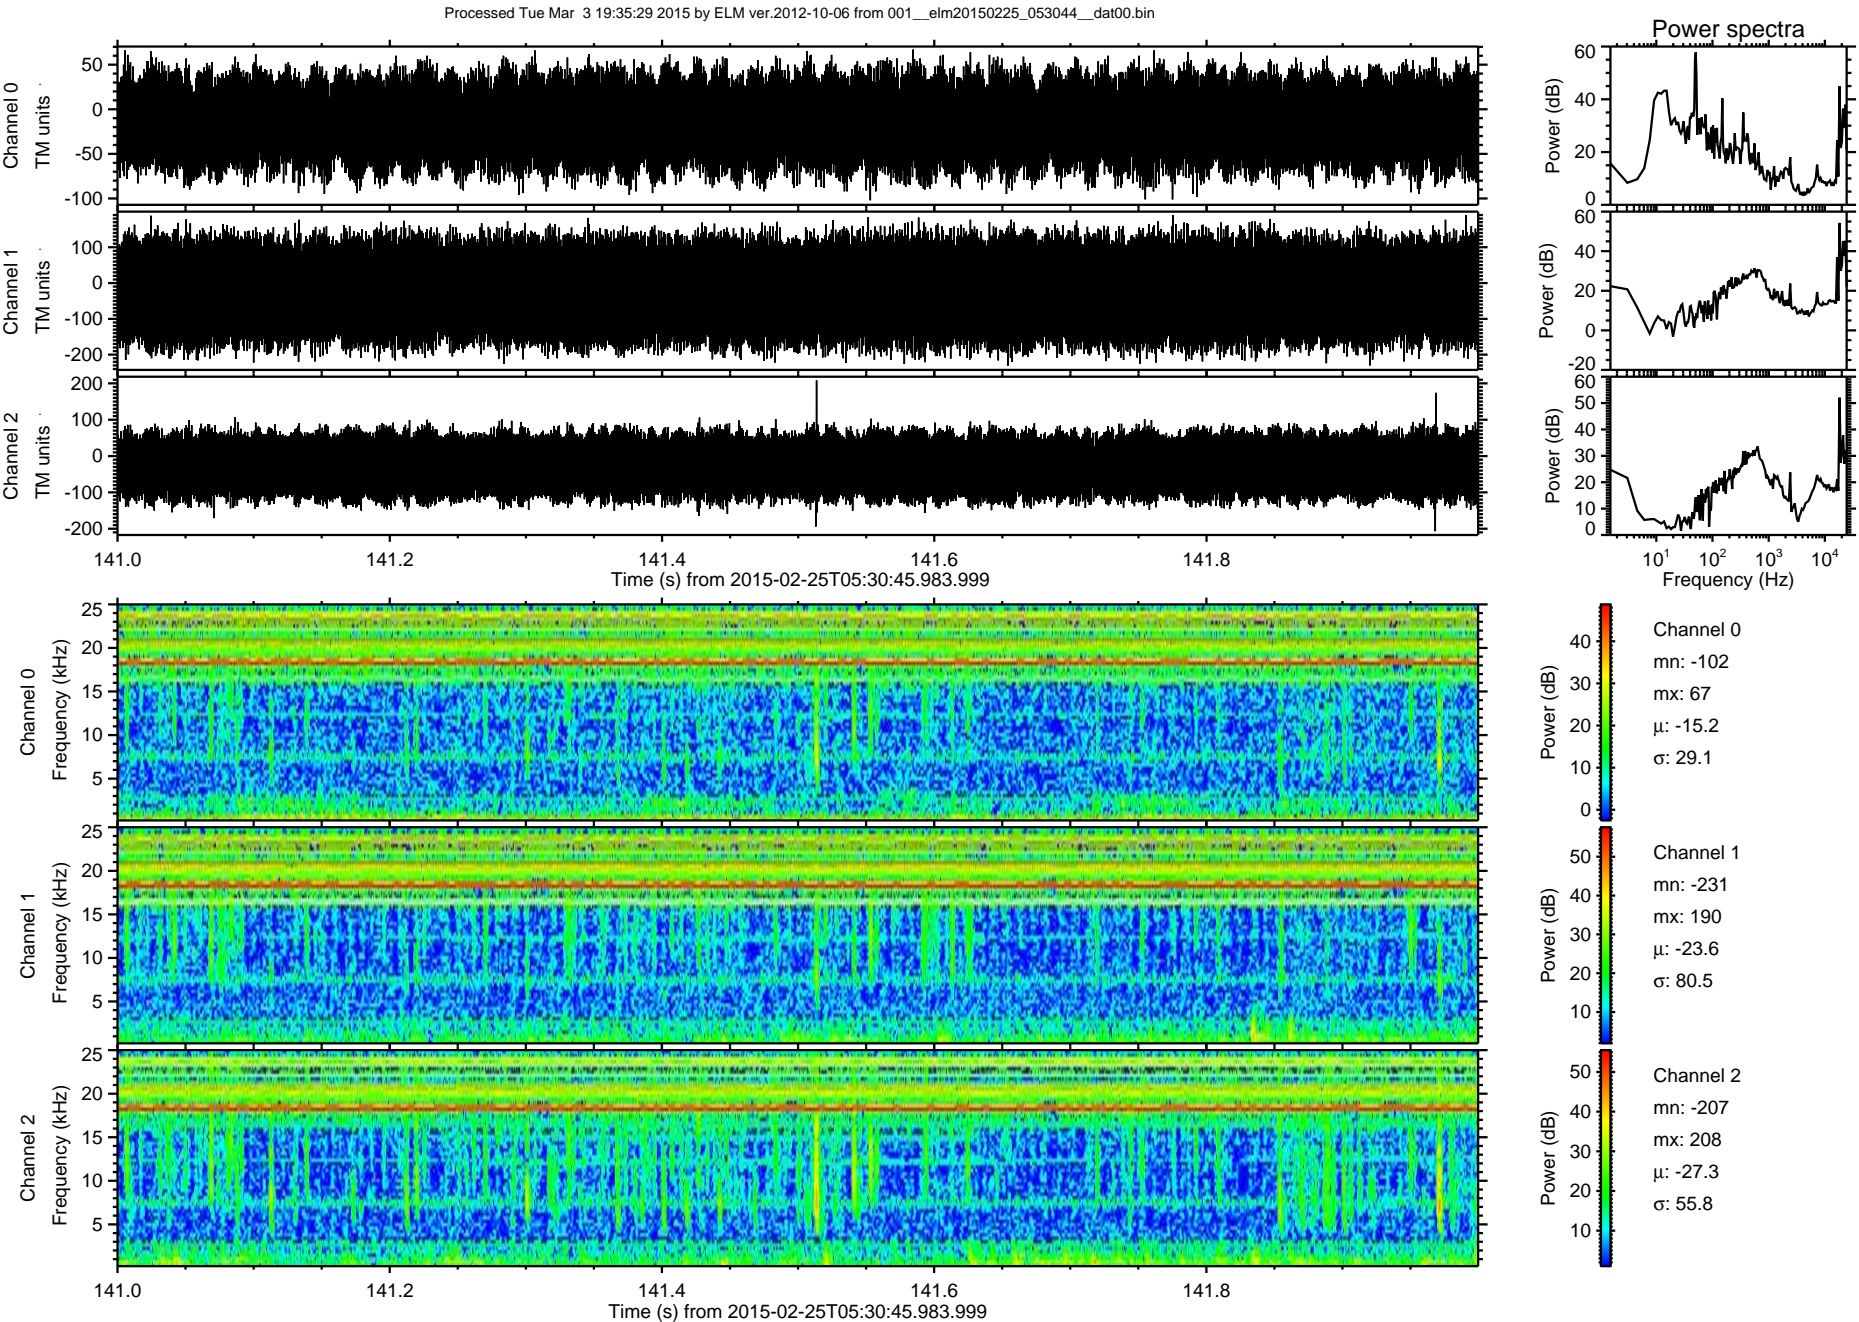 Processed Tue Mar  3 19:35:29 2015 by ELM ver.2012-10-06 from 001__elm20150225_053044__dat00.bin
Power spectra
Channel 0
TM units
50
0
-50
-100
Power (dB)
60
40
20
0
Channel 1
TM units
100
0
-100
-200
Power (dB)
60
40
20
0
-20
Channel 2
TM units
200
100
0
-100
-200
Power (dB)
60
50
40
30
20
10
0
141.0 141.2 141.4 141.6 141.8
Time (s) from 2015-02-25T05:30:45.983.999
10¹ 10² 10³ 10⁴
Frequency (Hz)
Channel 0
Frequency (kHz)
25
20
15
10
5
Power (dB)
40
30
20
10
0
Channel 0
mn: -102
mx: 67
μ: -15.2
σ: 29.1
Channel 1
Frequency (kHz)
25
20
15
10
5
Power (dB)
50
40
30
20
10
Channel 1
mn: -231
mx: 190
μ: -23.6
σ: 80.5
Channel 2
Frequency (kHz)
25
20
15
10
5
Power (dB)
50
40
30
20
10
Channel 2
mn: -207
mx: 208
μ: -27.3
σ: 55.8
141.0 141.2 141.4 141.6 141.8
Time (s) from 2015-02-25T05:30:45.983.999